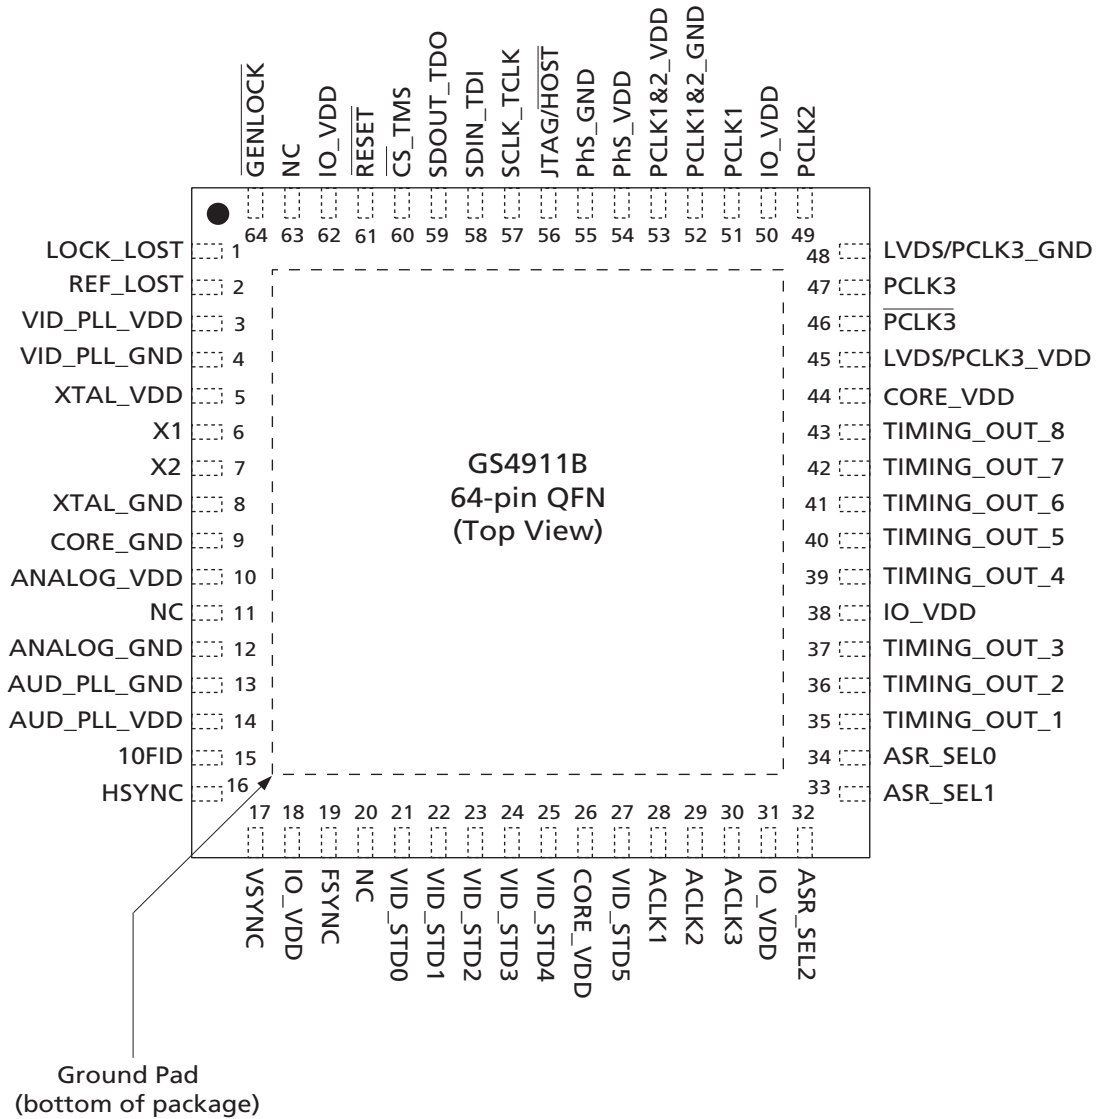 GENLOCK
NC
IO_VDD
RESET
CS_TMS
SDOUT_TDO
SDIN_TDI
SCLK_TCLK
JTAG/HOST
PhS_GND
PhS_VDD
PCLK1&2_VDD
PCLK1&2_GND
PCLK1
IO_VDD
PCLK2
64 63 62 61 60 59 58 57 56 55 54 53 52 51 50 49
LOCK_LOST 1
REF_LOST 2
VID_PLL_VDD 3
VID_PLL_GND 4
XTAL_VDD 5
X1 6
X2 7
XTAL_GND 8
CORE_GND 9
ANALOG_VDD 10
NC 11
ANALOG_GND 12
AUD_PLL_GND 13
AUD_PLL_VDD 14
10FID 15
HSYNC 16
GS4911B
64-pin QFN
(Top View)
48 LVDS/PCLK3_GND
47 PCLK3
46 PCLK3
45 LVDS/PCLK3_VDD
44 CORE_VDD
43 TIMING_OUT_8
42 TIMING_OUT_7
41 TIMING_OUT_6
40 TIMING_OUT_5
39 TIMING_OUT_4
38 IO_VDD
37 TIMING_OUT_3
36 TIMING_OUT_2
35 TIMING_OUT_1
34 ASR_SEL0
33 ASR_SEL1
17 18 19 20 21 22 23 24 25 26 27 28 29 30 31 32
VSYNC
IO_VDD
FSYNC
NC
VID_STD0
VID_STD1
VID_STD2
VID_STD3
VID_STD4
CORE_VDD
VID_STD5
ACLK1
ACLK2
ACLK3
IO_VDD
ASR_SEL2
Ground Pad
(bottom of package)